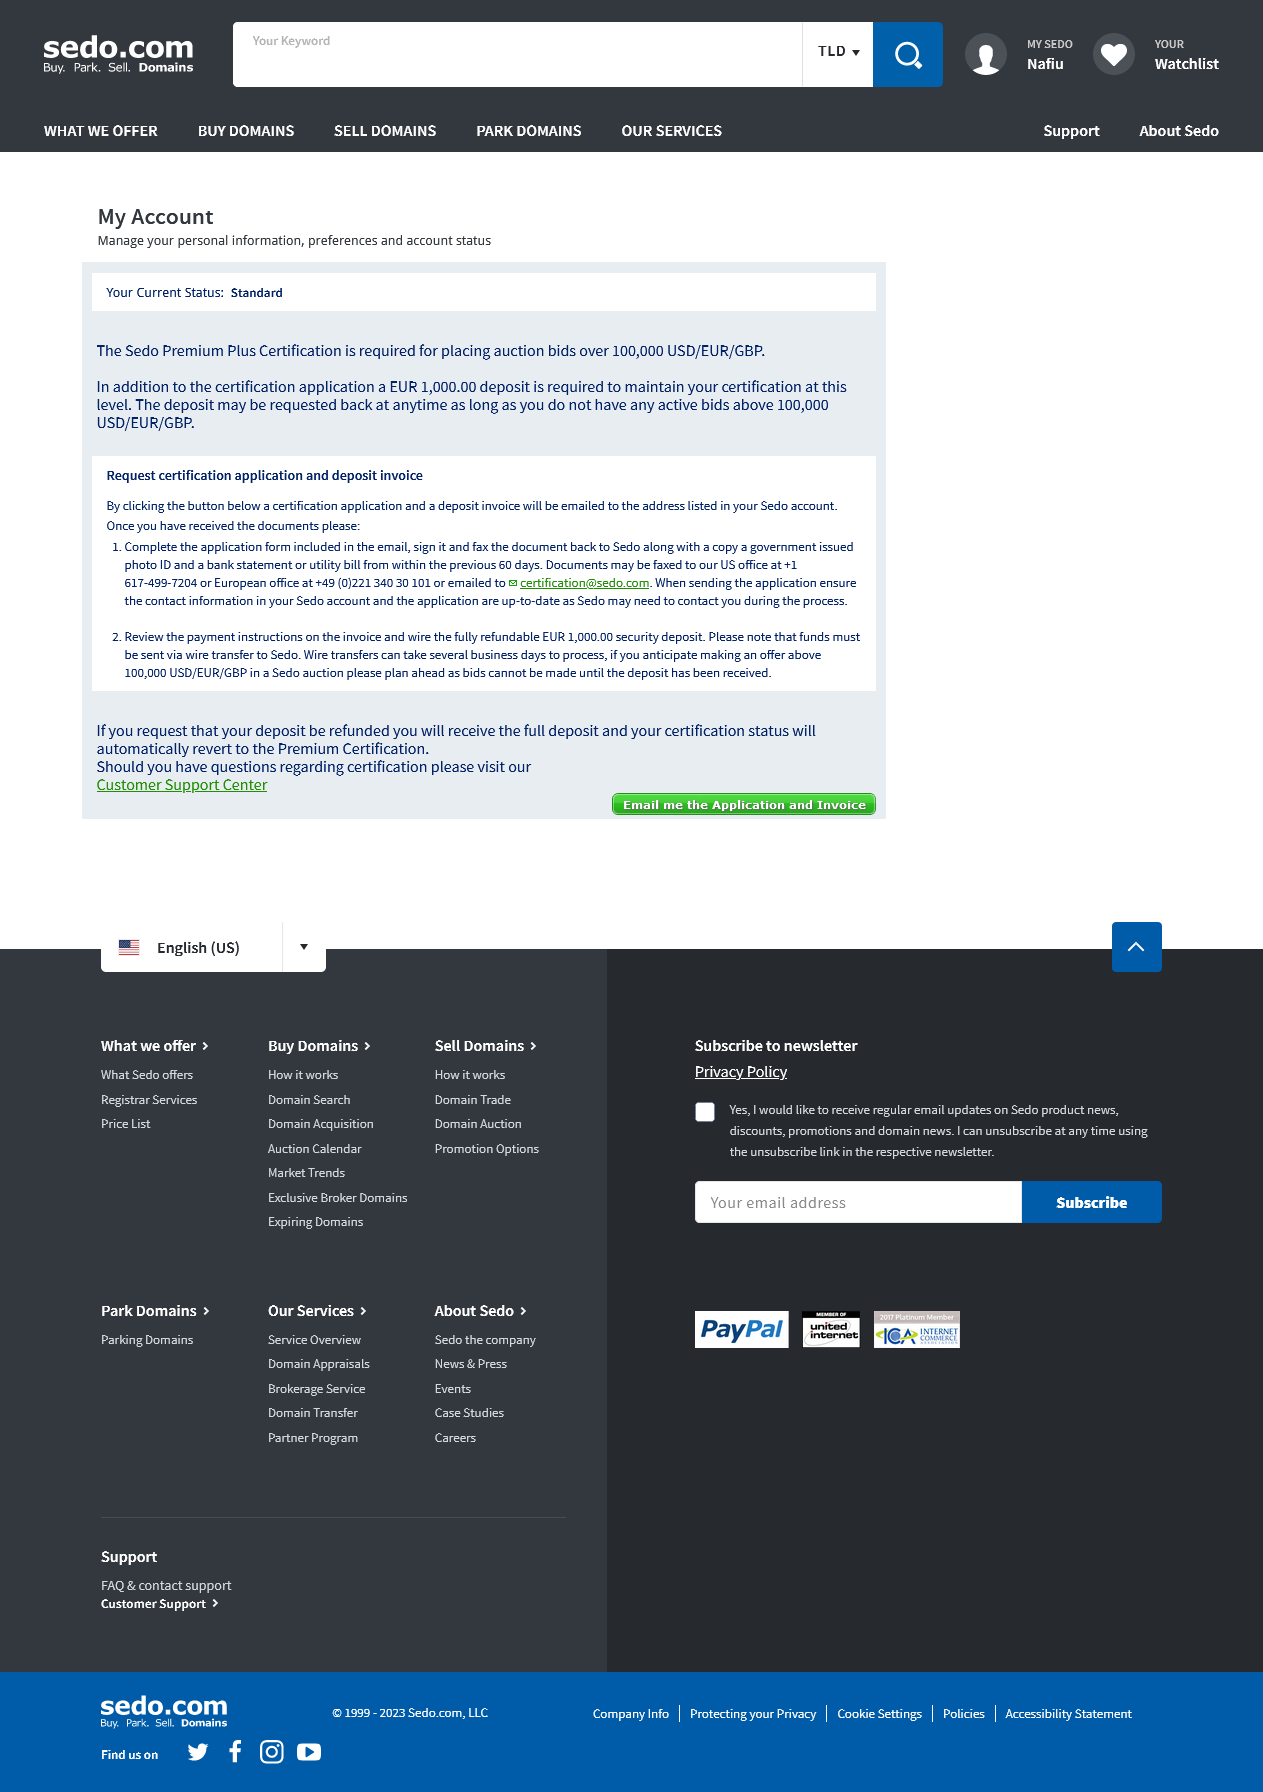 sedo.com
Buy. Park. Sell. Domains
Your Keyword
TLD
MY SEDO
Nafiu
YOUR
Watchlist
WHAT WE OFFER
BUY DOMAINS
SELL DOMAINS
PARK DOMAINS
OUR SERVICES
Support
About Sedo
My Account
Manage your personal information, preferences and account status
Your Current Status: Standard
The Sedo Premium Plus Certification is required for placing auction bids over 100,000 USD/EUR/GBP.
In addition to the certification application a EUR 1,000.00 deposit is required to maintain your certification at this
level. The deposit may be requested back at anytime as long as you do not have any active bids above 100,000
USD/EUR/GBP.
Request certification application and deposit invoice
By clicking the button below a certification application and a deposit invoice will be emailed to the address listed in your Sedo account.
Once you have received the documents please:
1. Complete the application form included in the email, sign it and fax the document back to Sedo along with a copy a government issued
photo ID and a bank statement or utility bill from within the previous 60 days. Documents may be faxed to our US office at +1
617-499-7204 or European office at +49 (0)221 340 30 101 or emailed to certification@sedo.com. When sending the application ensure
the contact information in your Sedo account and the application are up-to-date as Sedo may need to contact you during the process.
2. Review the payment instructions on the invoice and wire the fully refundable EUR 1,000.00 security deposit. Please note that funds must
be sent via wire transfer to Sedo. Wire transfers can take several business days to process, if you anticipate making an offer above
100,000 USD/EUR/GBP in a Sedo auction please plan ahead as bids cannot be made until the deposit has been received.
If you request that your deposit be refunded you will receive the full deposit and your certification status will
automatically revert to the Premium Certification.
Should you have questions regarding certification please visit our
Customer Support Center
Email me the Application and Invoice
English (US)
What we offer
What Sedo offers
Registrar Services
Price List
Buy Domains
How it works
Domain Search
Domain Acquisition
Auction Calendar
Market Trends
Exclusive Broker Domains
Expiring Domains
Sell Domains
How it works
Domain Trade
Domain Auction
Promotion Options
Subscribe to newsletter
Privacy Policy
Yes, I would like to receive regular email updates on Sedo product news,
discounts, promotions and domain news. I can unsubscribe at any time using
the unsubscribe link in the respective newsletter.
Your email address
Subscribe
Park Domains
Parking Domains
Our Services
Service Overview
Domain Appraisals
Brokerage Service
Domain Transfer
Partner Program
About Sedo
Sedo the company
News & Press
Events
Case Studies
Careers
PayPal
MEMBER OF
united
internet
2017 Platinum Member
ICA INTERNET
COMMERCE
ASSOCIATION
Support
FAQ & contact support
Customer Support
sedo.com
Buy. Park. Sell. Domains
© 1999 - 2023 Sedo.com, LLC
Company Info
Protecting your Privacy
Cookie Settings
Policies
Accessibility Statement
Find us on